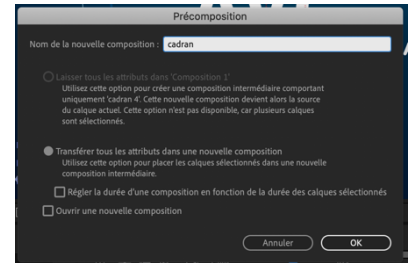 Précomposition
Nom de la nouvelle composition : cadran
Laisser tous les attributs dans 'Composition 1'
Utilisez cette option pour créer une composition intermédiaire comportant
uniquement 'cadran 4'. Cette nouvelle composition devient alors la source
du calque actuel. Cette option n'est pas disponible, car plusieurs calques
sont sélectionnés.
Transférer tous les attributs dans une nouvelle composition
Utilisez cette option pour placer les calques sélectionnés dans une nouvelle
composition intermédiaire.
Régler la durée d'une composition en fonction de la durée des calques sélectionnés
Ouvrir une nouvelle composition
Annuler OK